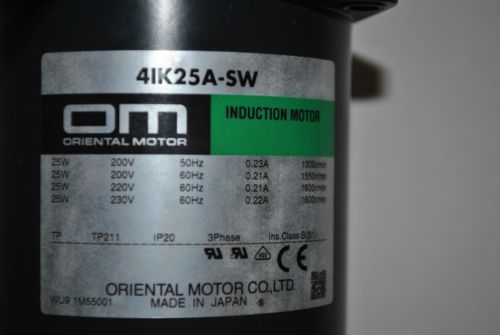 4IK25A-SW
OM
ORIENTAL MOTOR
INDUCTION MOTOR
25W 200V 50Hz 0.23A 1300r/min
25W 200V 60Hz 0.21A 1550r/min
25W 220V 60Hz 0.21A 1600r/min
25W 230V 60Hz 0.22A 1600r/min
TP TP211 IP20 3Phase Ins.Class B(S1)
CE
ORIENTAL MOTOR CO.,LTD.
WU9 1M55001 MADE IN JAPAN